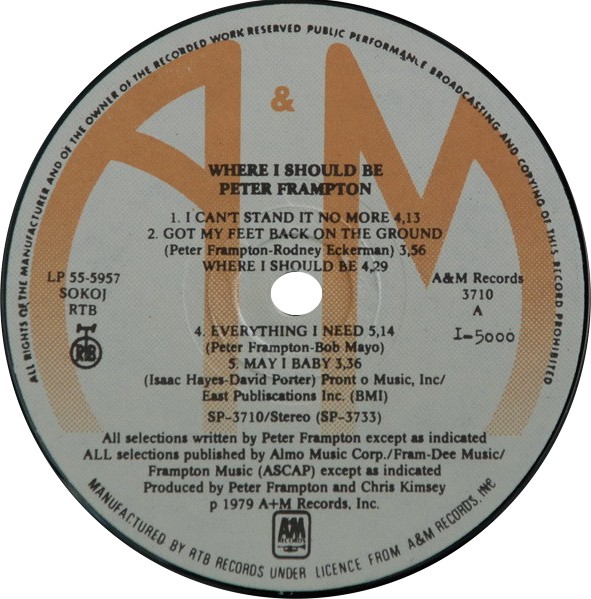 ALL RIGHTS OF THE MANUFACTURER AND OF THE OWNER OF THE RECORDED WORK RESERVED PUBLIC PERFORMANCE BROADCASTING AND COPYING OF THIS RECORD PROHIBITED
A & M
WHERE I SHOULD BE
PETER FRAMPTON
1. I CAN'T STAND IT NO MORE 4,13
2. GOT MY FEET BACK ON THE GROUND
(Peter Frampton-Rodney Eckerman) 3,56
WHERE I SHOULD BE 4,29
LP 55-5957
SOKOJ
RTB
RTB
A&M Records
3710
A
I-5000
4. EVERYTHING I NEED 5,14
(Peter Frampton-Bob Mayo)
5. MAY I BABY 3,36
(Isaac Hayes-David Porter) Pront o Music, Inc/
East Publiscations Inc. (BMI)
SP-3710/Stereo (SP-3733)
All selections written by Peter Frampton except as indicated
ALL selections published by Almo Music Corp./Fram-Dee Music/
Frampton Music (ASCAP) except as indicated
Produced by Peter Frampton and Chris Kimsey
p 1979 A+M Records, Inc.
A&M
RECORDS
MANUFACTURED BY RTB RECORDS UNDER LICENCE FROM A&M RECORDS, INC